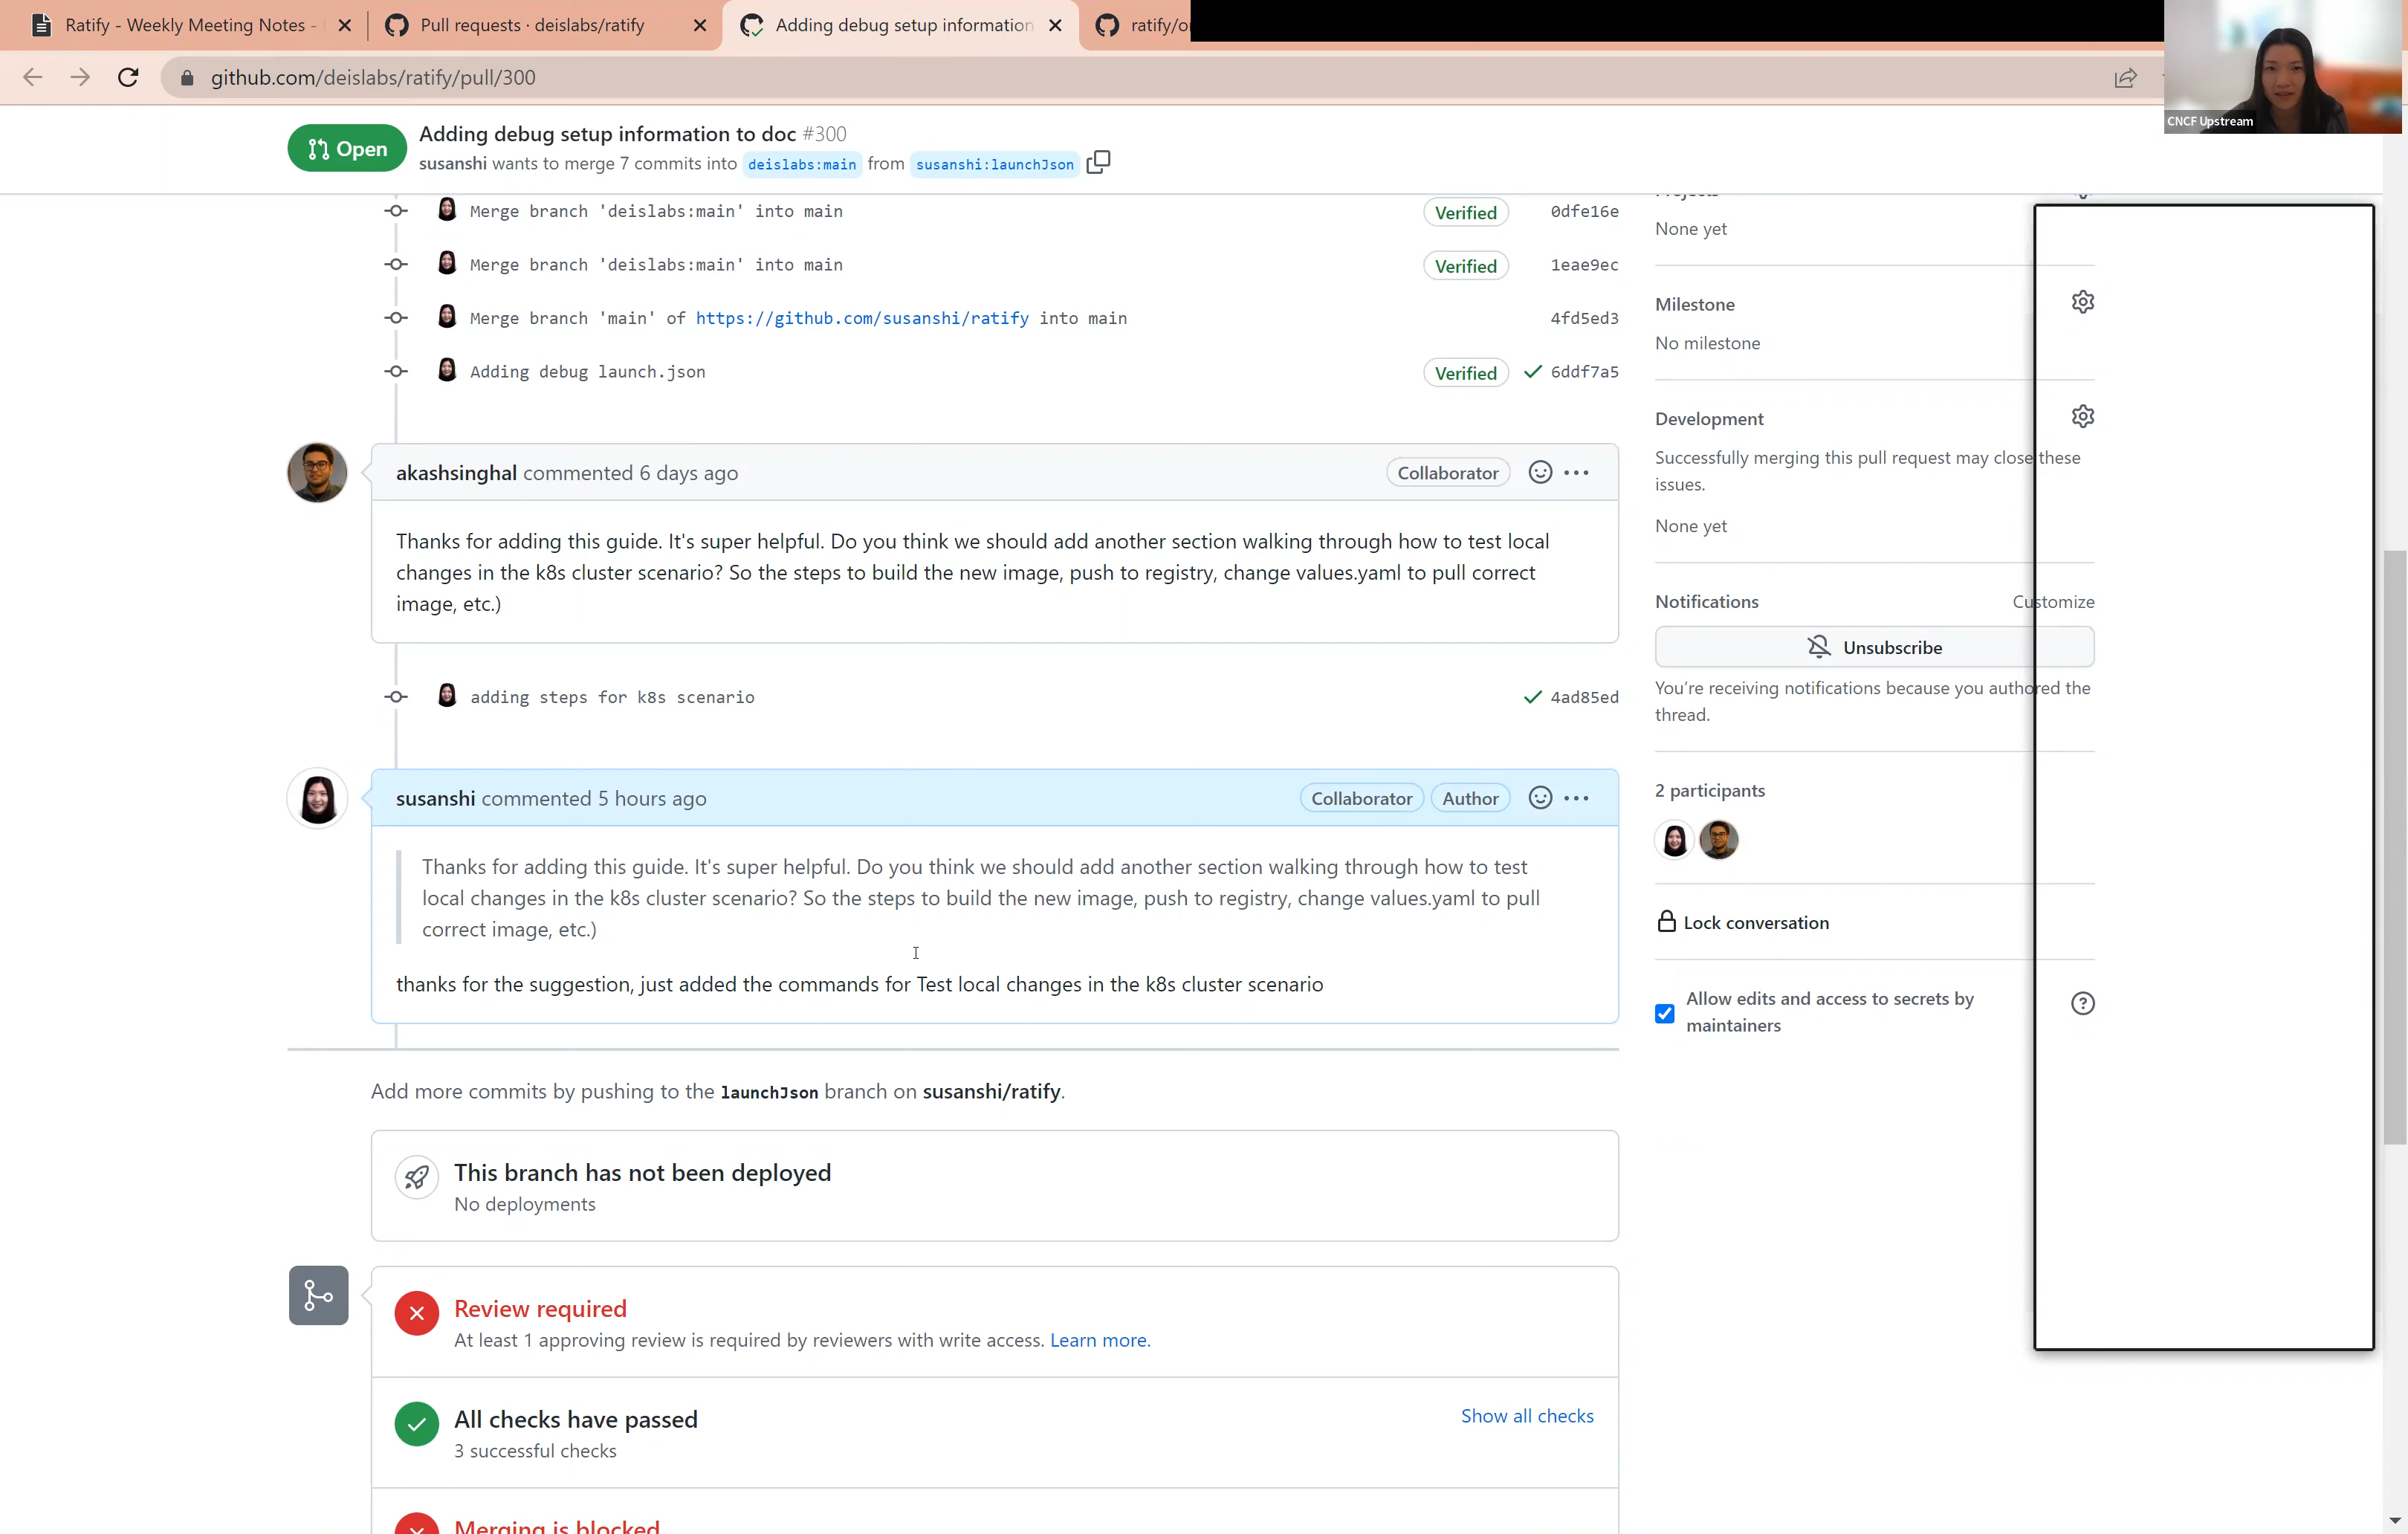 Ratify - Weekly Meeting Notes -
Pull requests · deislabs/ratify
Adding debug setup information
ratify/o
github.com/deislabs/ratify/pull/300
CNCF Upstream
Open
Adding debug setup information to doc #300
susanshi wants to merge 7 commits into deislabs:main from susanshi:launchJson
Merge branch 'deislabs:main' into main Verified 0dfe16e
Merge branch 'deislabs:main' into main Verified 1eae9ec
Merge branch 'main' of https://github.com/susanshi/ratify into main 4fd5ed3
Adding debug launch.json Verified 6ddf7a5
akashsinghal commented 6 days ago Collaborator
Thanks for adding this guide. It's super helpful. Do you think we should add another section walking through how to test local
changes in the k8s cluster scenario? So the steps to build the new image, push to registry, change values.yaml to pull correct
image, etc.)
adding steps for k8s scenario 4ad85ed
susanshi commented 5 hours ago Collaborator Author
Thanks for adding this guide. It's super helpful. Do you think we should add another section walking through how to test
local changes in the k8s cluster scenario? So the steps to build the new image, push to registry, change values.yaml to pull
correct image, etc.)
thanks for the suggestion, just added the commands for Test local changes in the k8s cluster scenario
Add more commits by pushing to the launchJson branch on susanshi/ratify.
This branch has not been deployed
No deployments
Review required
At least 1 approving review is required by reviewers with write access. Learn more.
All checks have passed
3 successful checks
Show all checks
Merging is blocked
Projects
None yet
Milestone
No milestone
Development
Successfully merging this pull request may close these
issues.
None yet
Notifications
Customize
Unsubscribe
You're receiving notifications because you authored the
thread.
2 participants
Lock conversation
Allow edits and access to secrets by
maintainers